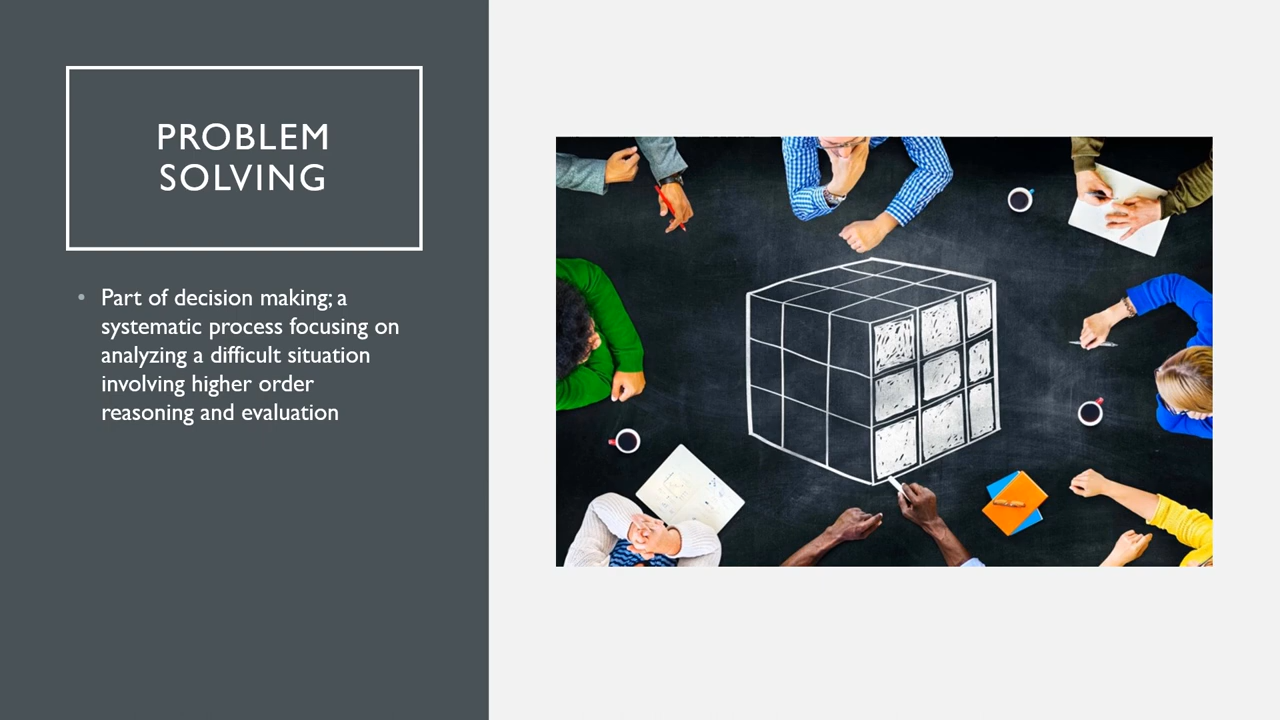 PROBLEM
SOLVING
• Part of decision making; a
systematic process focusing on
analyzing a difficult situation
involving higher order
reasoning and evaluation